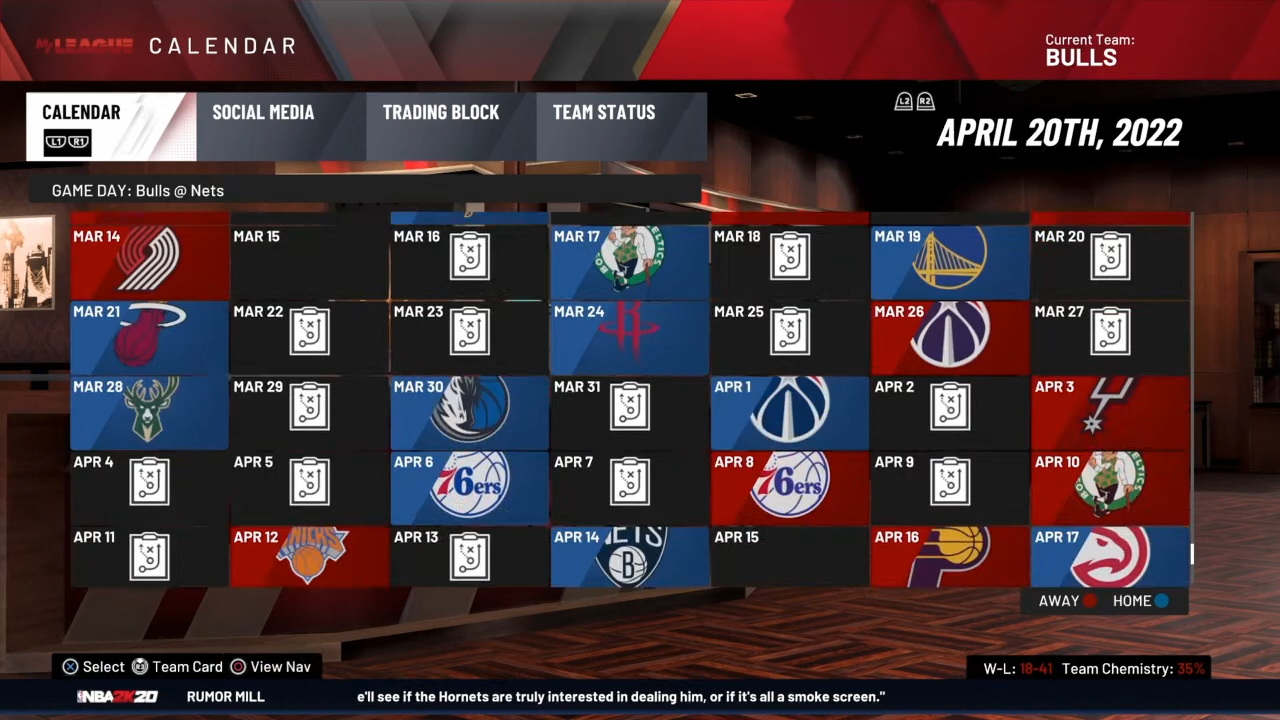 MyLEAGUE CALENDAR
Current Team:
BULLS
CALENDAR SOCIAL MEDIA TRADING BLOCK TEAM STATUS
L1 R1
L2 R2
APRIL 20TH, 2022
GAME DAY: Bulls @ Nets
MAR 14 MAR 15 MAR 16 MAR 17 MAR 18 MAR 19 MAR 20
MAR 21 MAR 22 MAR 23 MAR 24 MAR 25 MAR 26 MAR 27
MAR 28 MAR 29 MAR 30 MAR 31 APR 1 APR 2 APR 3
APR 4 APR 5 APR 6 76ers APR 7 APR 8 76ers APR 9 APR 10
APR 11 APR 12 NICKS APR 13 APR 14 NETS B APR 15 APR 16 APR 17
AWAY HOME
Select R3 Team Card View Nav
W-L: 18-41 Team Chemistry: 35%
NBA 2K20 RUMOR MILL e'll see if the Hornets are truly interested in dealing him, or if it's all a smoke screen."